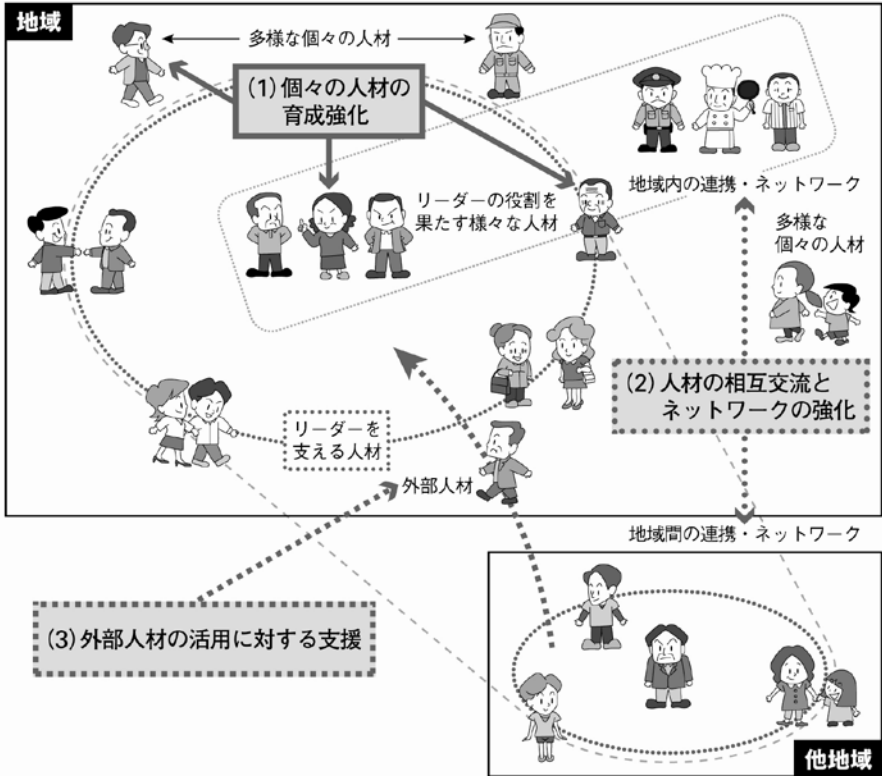 地域
多様な個々の人材
(1)個々の人材の
育成強化
リーダーの役割を
果たす様々な人材
地域内の連携・ネットワーク
多様な
個々の人材
(2)人材の相互交流と
ネットワークの強化
リーダーを
支える人材
外部人材
地域間の連携・ネットワーク
(3)外部人材の活用に対する支援
他地域